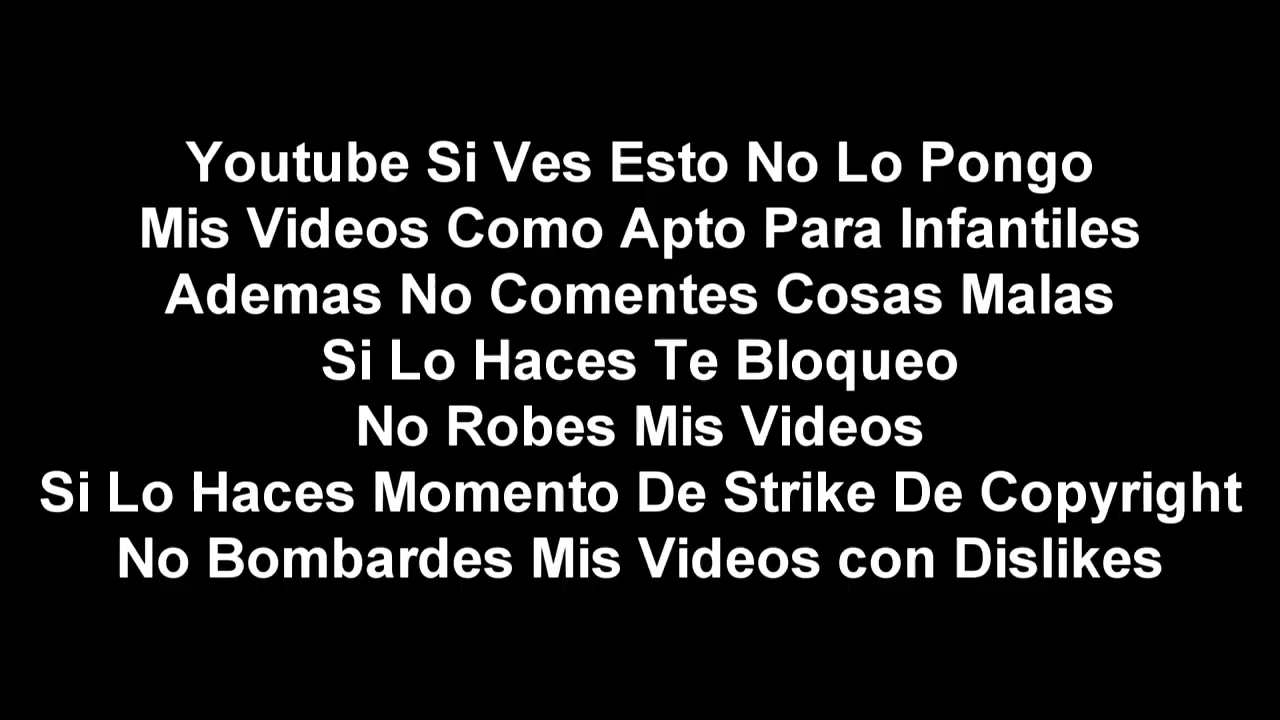 Youtube Si Ves Esto No Lo Pongo
Mis Videos Como Apto Para Infantiles
Ademas No Comentes Cosas Malas
Si Lo Haces Te Bloqueo
No Robes Mis Videos
Si Lo Haces Momento De Strike De Copyright
No Bombardes Mis Videos con Dislikes